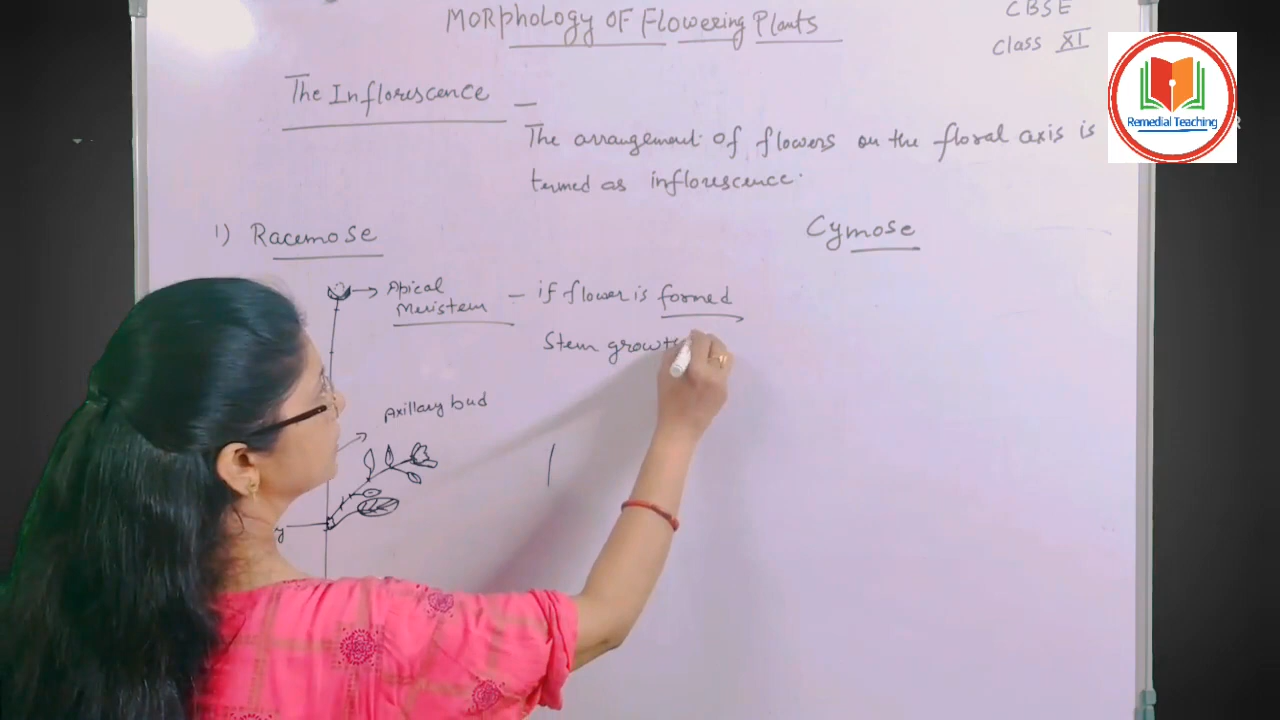 Morphology of Flowering Plants
CBSE
Class XI
The Inflorescence —
The arrangement of flowers on the floral axis is
termed as inflorescence.
Remedial Teaching
1) Racemose
Cymose
Apical
Meristem — if flower is formed
Stem growt
Axillary bud